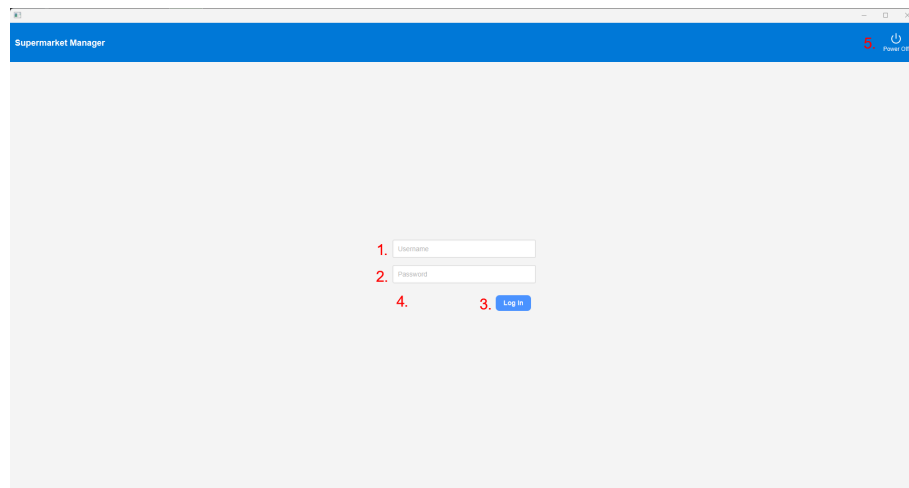 Supermarket Manager
5.
Power Off
1. Username
2. Password
4.
3. Log In